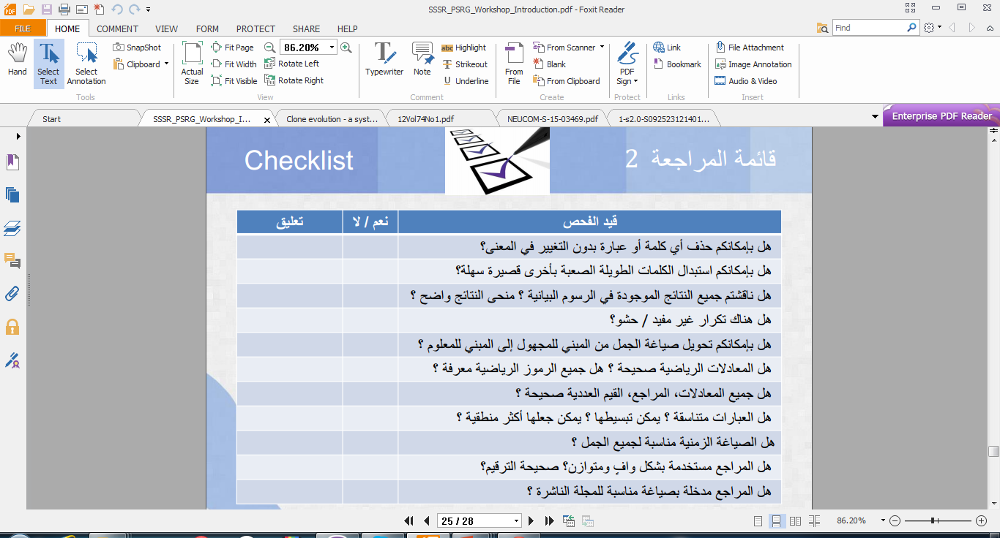 SSSR_PSRG_Workshop_Introduction.pdf - Foxit Reader
FILE HOME COMMENT VIEW FORM PROTECT SHARE HELP
Find
Hand
Select Text
Select Annotation
SnapShot
Clipboard
Tools
Actual Size
Fit Page
Fit Width
Fit Visible
86.20%
Rotate Left
Rotate Right
View
Typewriter
Note
Highlight
Strikeout
Underline
Comment
From File
From Scanner
Blank
From Clipboard
Create
PDF Sign
Protect
Link
Bookmark
Links
File Attachment
Image Annotation
Audio & Video
Insert
Start
SSSR_PSRG_Workshop_I...
Clone evolution - a syst...
12Vol74No1.pdf
NEUCOM-S-15-03469.pdf
1-s2.0-S092523121401...
Enterprise PDF Reader
Checklist
قائمة المراجعة 2
قيد الفحص نعم / لا تعليق
هل بإمكانكم حذف أي كلمة أو عبارة بدون التغيير في المعنى؟
هل بإمكانكم استبدال الكلمات الطويلة الصعبة بأخرى قصيرة سهلة؟
هل ناقشتم جميع النتائج الموجودة في الرسوم البيانية ؟ منحى النتائج واضح ؟
هل هناك تكرار غير مفيد / حشو؟
هل بإمكانكم تحويل صياغة الجمل من المبني للمجهول إلى المبني للمعلوم ؟
هل المعادلات الرياضية صحيحة ؟ هل جميع الرموز الرياضية معرفة ؟
هل جميع المعادلات، المراجع، القيم العددية صحيحة ؟
هل العبارات متناسقة ؟ يمكن تبسيطها ؟ يمكن جعلها أكثر منطقية ؟
هل الصياغة الزمنية مناسبة لجميع الجمل ؟
هل المراجع مستخدمة بشكل وافٍ ومتوازن؟ صحيحة الترقيم؟
هل المراجع مدخلة بصياغة مناسبة للمجلة الناشرة ؟
25 / 28
86.20%